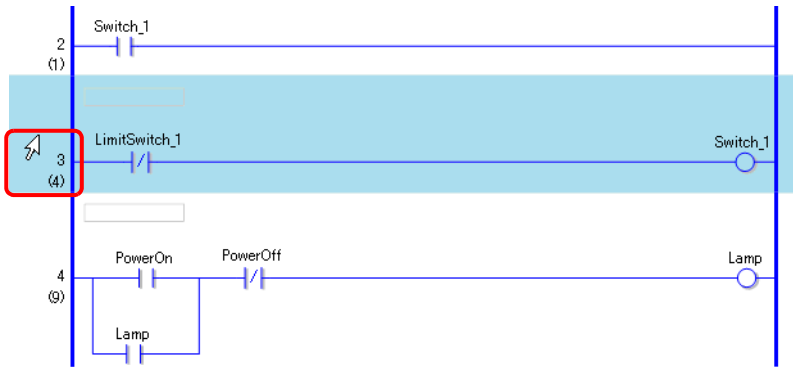 Switch_1
2
(1)
LimitSwitch_1 Switch_1
3
(4)
PowerOn PowerOff Lamp
4
(9)
Lamp